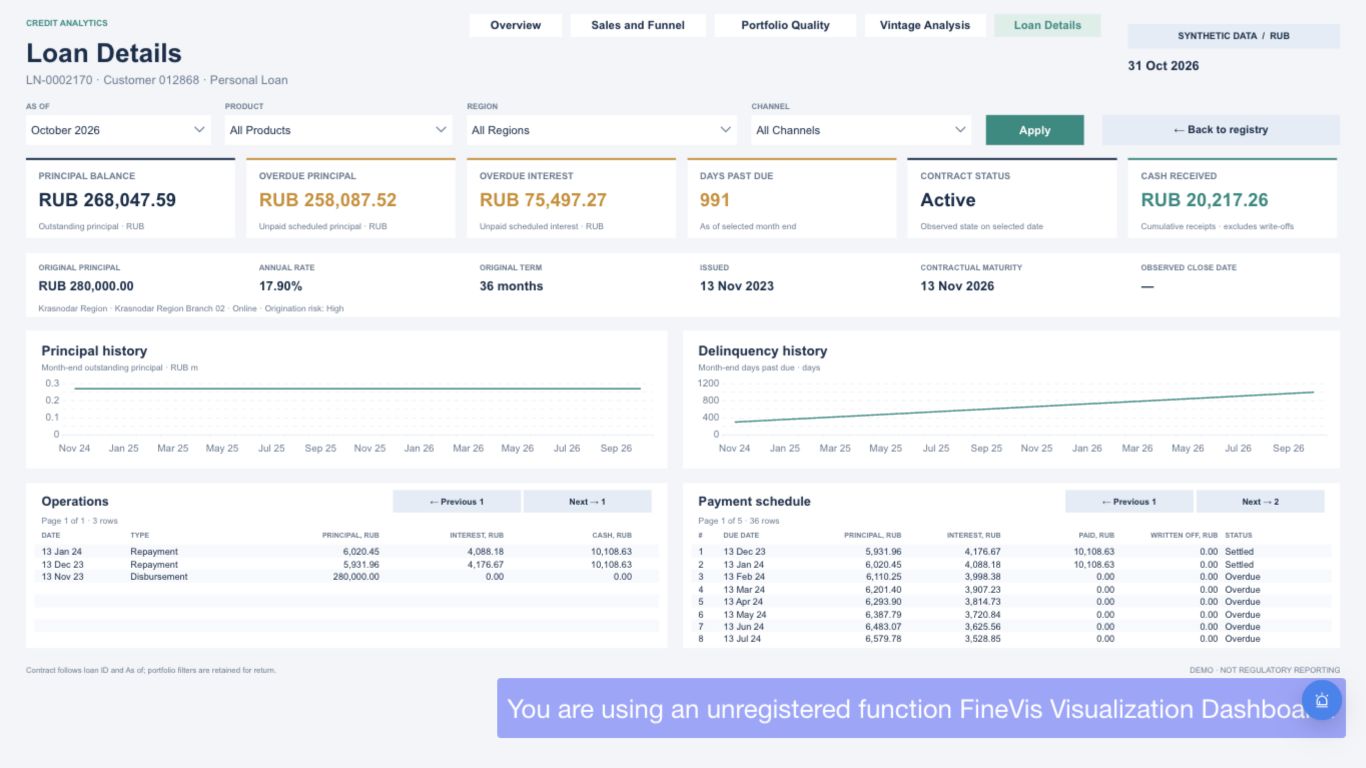 CREDIT ANALYTICS
Overview Sales and Funnel Portfolio Quality Vintage Analysis Loan Details
SYNTHETIC DATA / RUB
Loan Details
31 Oct 2026
LN-0002170 · Customer 012868 · Personal Loan
AS OF PRODUCT REGION CHANNEL
October 2026 All Products All Regions All Channels Apply ← Back to registry
PRINCIPAL BALANCE OVERDUE PRINCIPAL OVERDUE INTEREST DAYS PAST DUE CONTRACT STATUS CASH RECEIVED
RUB 268,047.59 RUB 258,087.52 RUB 75,497.27 991 Active RUB 20,217.26
Outstanding principal · RUB Unpaid scheduled principal · RUB Unpaid scheduled interest · RUB As of selected month end Observed state on selected date Cumulative receipts · excludes write-offs
ORIGINAL PRINCIPAL ANNUAL RATE ORIGINAL TERM ISSUED CONTRACTUAL MATURITY OBSERVED CLOSE DATE
RUB 280,000.00 17.90% 36 months 13 Nov 2023 13 Nov 2026 —
Krasnodar Region · Krasnodar Region Branch 02 · Online · Origination risk: High
Principal history
Month-end outstanding principal · RUB m
0.3
0.2
0.1
0
Nov 24 Jan 25 Mar 25 May 25 Jul 25 Sep 25 Nov 25 Jan 26 Mar 26 May 26 Jul 26 Sep 26
Delinquency history
Month-end days past due · days
1200
800
400
0
Nov 24 Jan 25 Mar 25 May 25 Jul 25 Sep 25 Nov 25 Jan 26 Mar 26 May 26 Jul 26 Sep 26
Operations ← Previous 1 Next → 1
Page 1 of 1 · 3 rows
DATE TYPE PRINCIPAL, RUB INTEREST, RUB CASH, RUB
13 Jan 24 Repayment 6,020.45 4,088.18 10,108.63
13 Dec 23 Repayment 5,931.96 4,176.67 10,108.63
13 Nov 23 Disbursement 280,000.00 0.00 0.00
Payment schedule ← Previous 1 Next → 2
Page 1 of 5 · 36 rows
# DUE DATE PRINCIPAL, RUB INTEREST, RUB PAID, RUB WRITTEN OFF, RUB STATUS
1 13 Dec 23 5,931.96 4,176.67 10,108.63 0.00 Settled
2 13 Jan 24 6,020.45 4,088.18 10,108.63 0.00 Settled
3 13 Feb 24 6,110.25 3,998.38 0.00 0.00 Overdue
4 13 Mar 24 6,201.40 3,907.23 0.00 0.00 Overdue
5 13 Apr 24 6,293.90 3,814.73 0.00 0.00 Overdue
6 13 May 24 6,387.79 3,720.84 0.00 0.00 Overdue
7 13 Jun 24 6,483.07 3,625.56 0.00 0.00 Overdue
8 13 Jul 24 6,579.78 3,528.85 0.00 0.00 Overdue
Contract follows loan ID and As of; portfolio filters are retained for return.
DEMO · NOT REGULATORY REPORTING
You are using an unregistered function FineVis Visualization